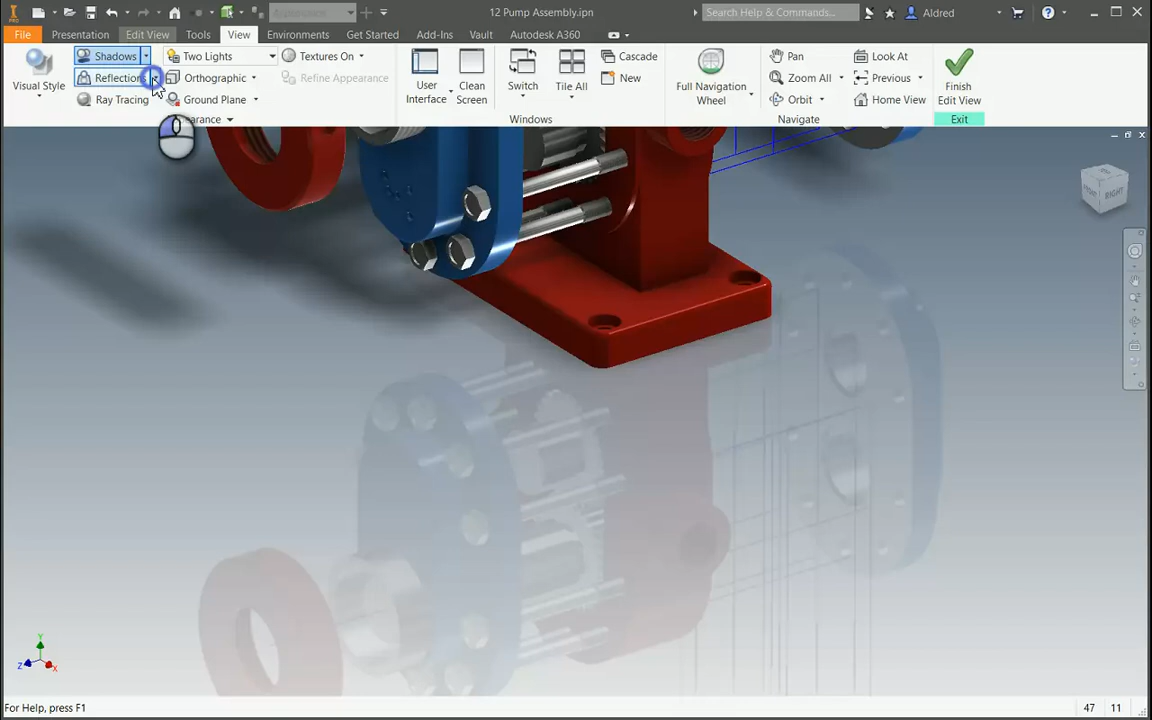 12 Pump Assembly.ipn
Search Help & Commands...
Aldred
File
Presentation
Edit View
Tools
View
Environments
Get Started
Add-Ins
Vault
Autodesk A360
Visual Style
Shadows
Reflections
Ray Tracing
Two Lights
Orthographic
Ground Plane
Textures On
Refine Appearance
User Interface
Clean Screen
Switch
Tile All
Cascade
New
Windows
Full Navigation Wheel
Pan
Zoom All
Orbit
Look At
Previous
Home View
Navigate
Finish Edit View
Exit
RIGHT
Y
Z
X
For Help, press F1
47
11